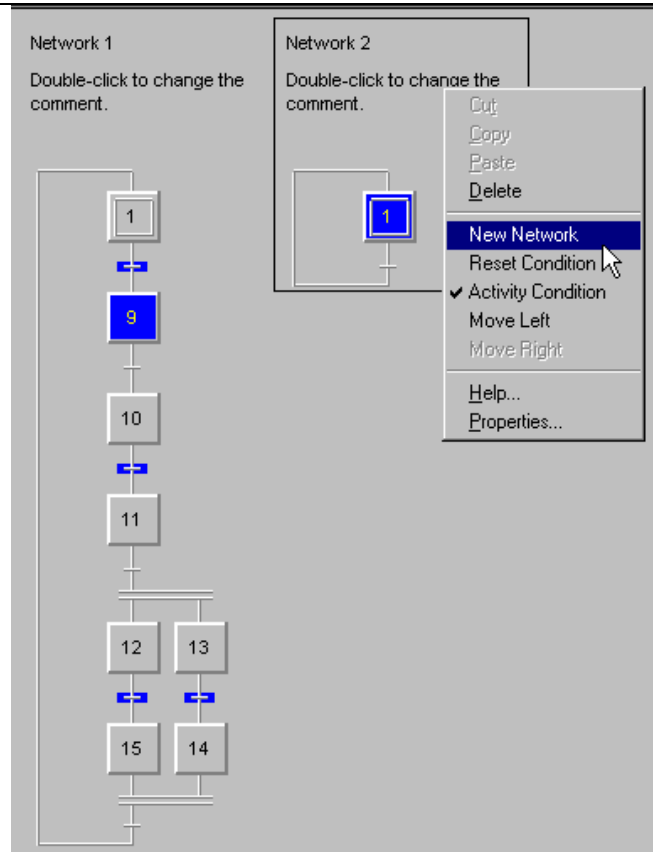 Network 1
Double-click to change the
comment.
1
9
10
11
12 13
15 14
Network 2
Double-click to change the
comment.
1
Cut
Copy
Paste
Delete
New Network
Reset Condition
Activity Condition
Move Left
Move Right
Help...
Properties...